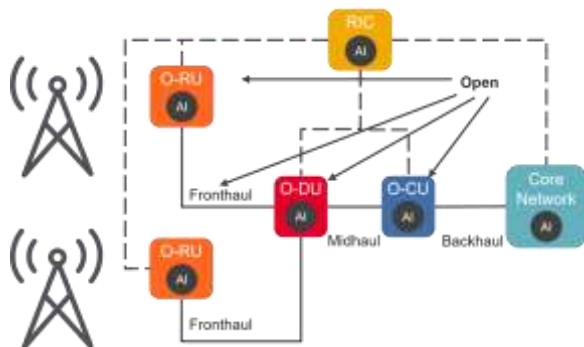 RIC
AI
O-RU
AI
Open
Fronthaul
O-DU
AI
O-CU
AI
Core
Network
AI
Midhaul
Backhaul
O-RU
AI
Fronthaul